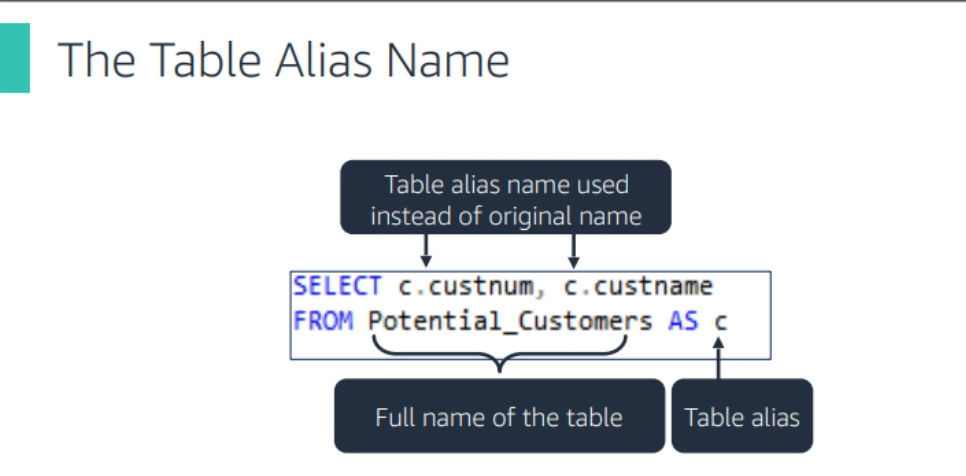 The Table Alias Name
Table alias name used
instead of original name
SELECT c.custnum, c.custname
FROM Potential_Customers AS c
Full name of the table
Table alias